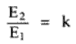 E₂/E₁ = k